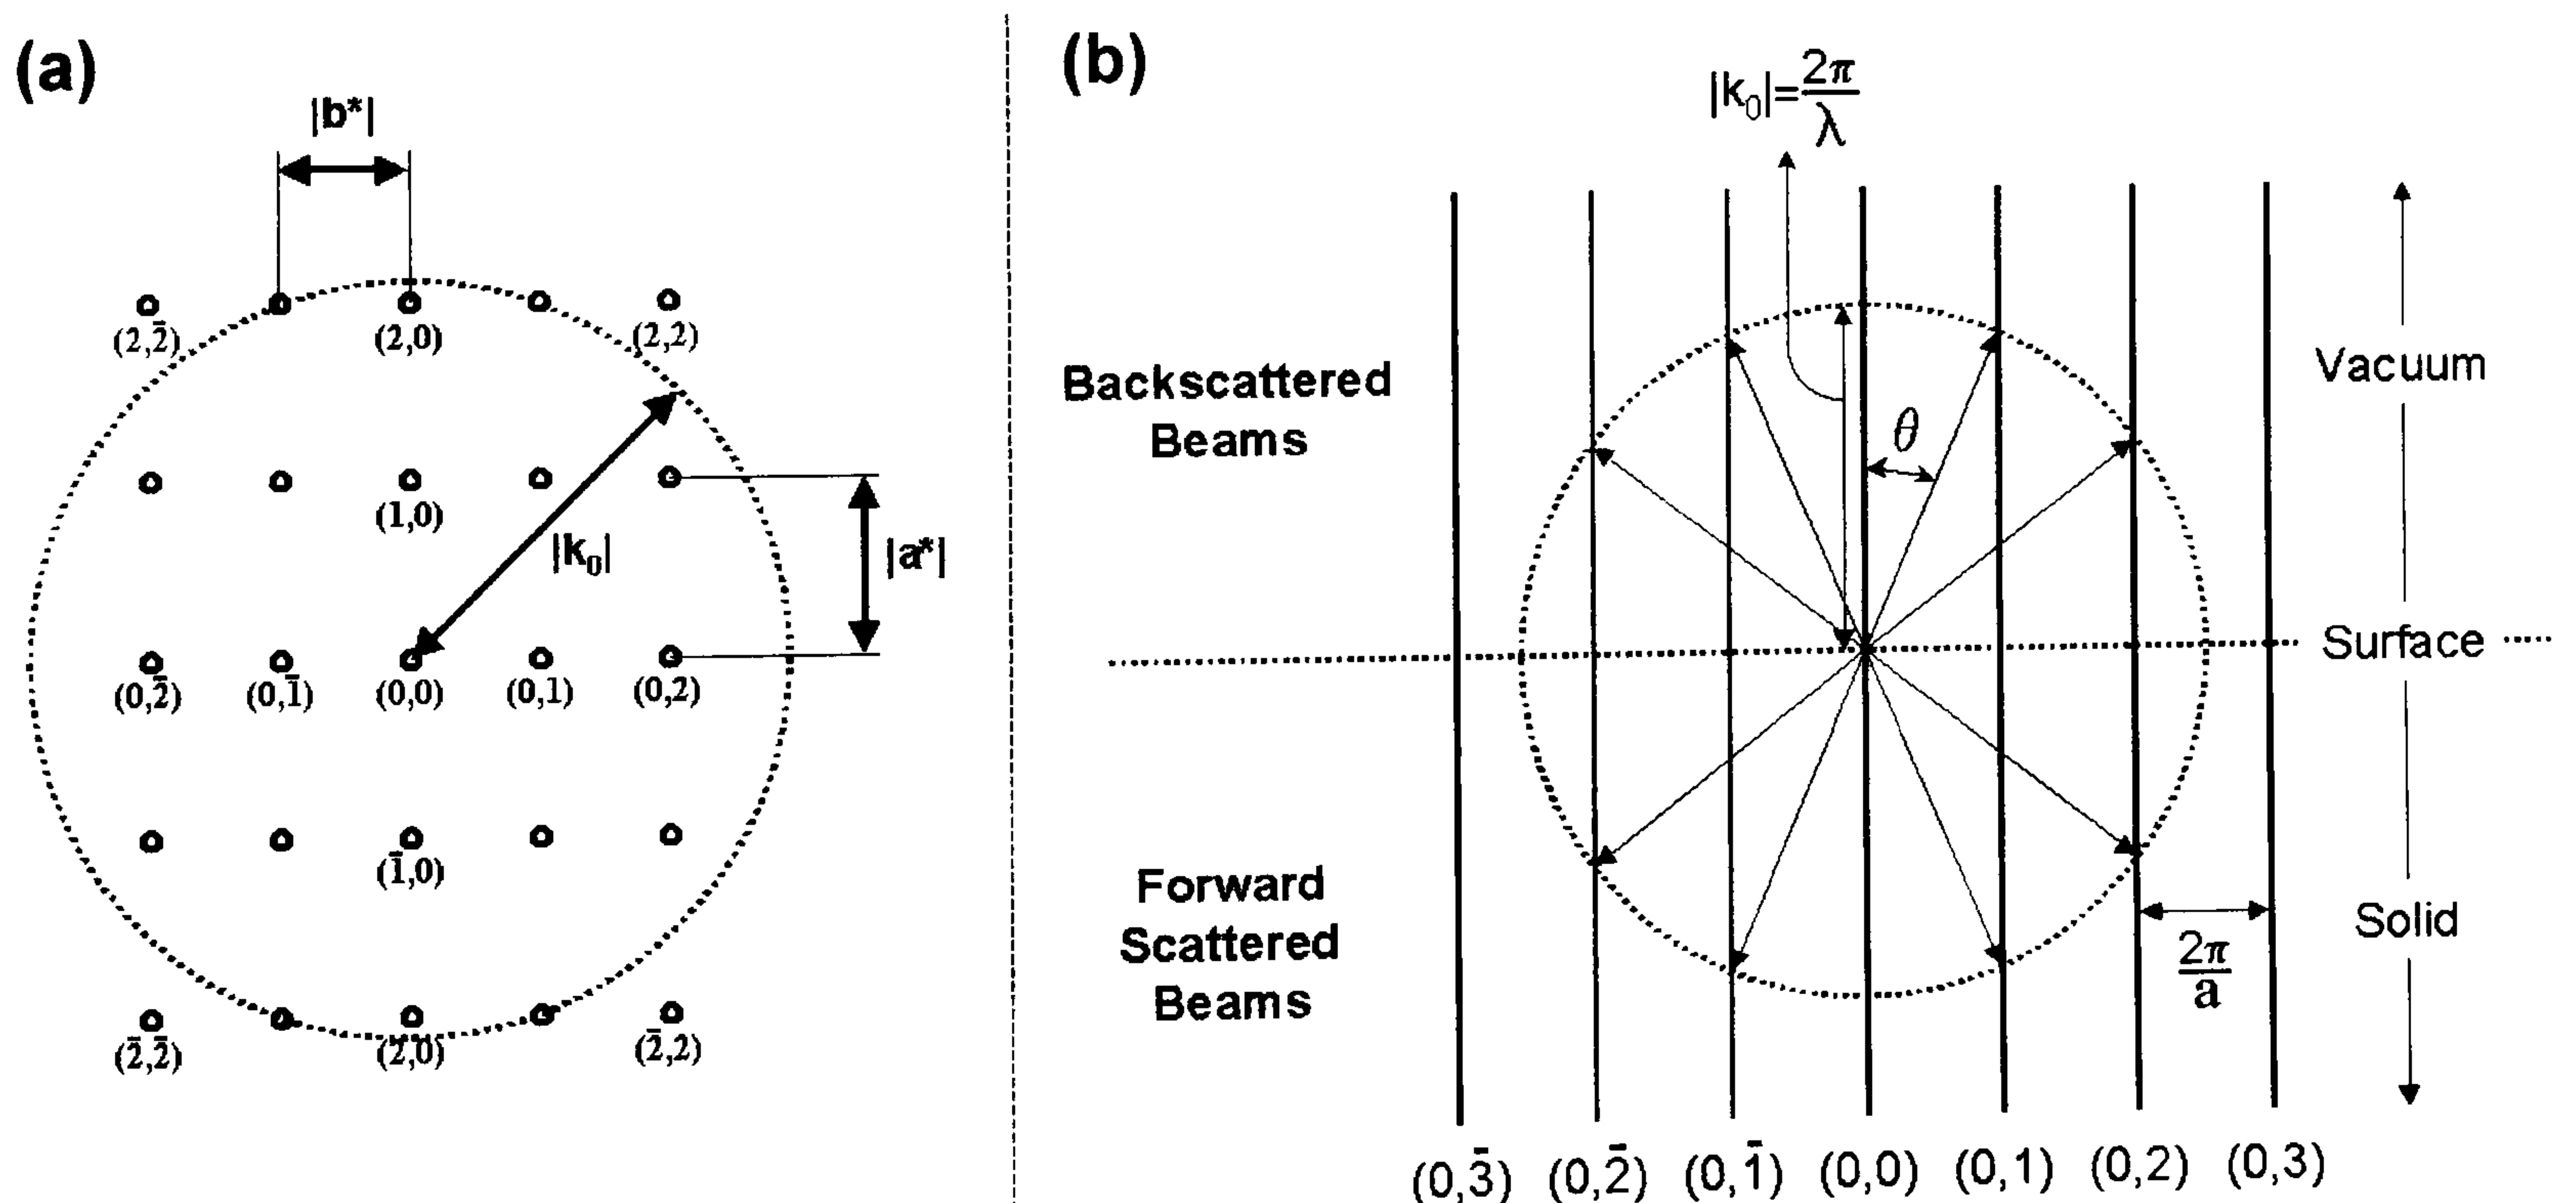 (a)
|b*|
(2,2̄)
(2,0)
(2,2)
(1,0)
|k₀|
|a*|
(0,2̄)
(0,1̄)
(0,0)
(0,1)
(0,2)
(1̄,0)
(2̄,2̄)
(2̄,0)
(2̄,2)
(b)
|k₀|=2π/λ
Backscattered
Beams
θ
Vacuum
Surface
Forward
Scattered
Beams
Solid
2π/a
(0,3̄) (0,2̄) (0,1̄) (0,0) (0,1) (0,2) (0,3)